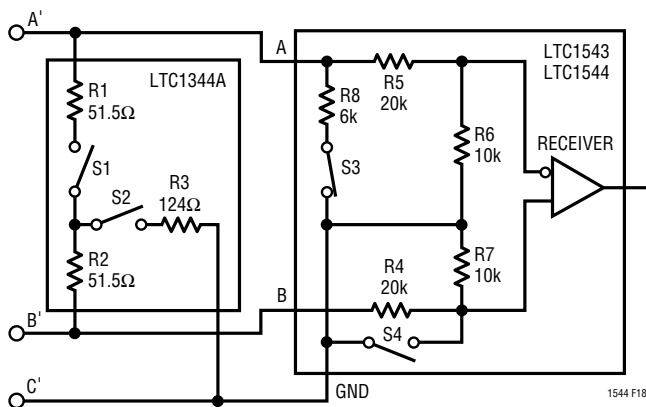 A'
A
LTC1543
LTC1544
LTC1344A
R1
51.5Ω
R8
6k
R5
20k
R6
10k
RECEIVER
S1
S3
S2
R3
124Ω
R2
51.5Ω
R4
20k
R7
10k
B
B'
S4
C'
GND
1544 F18